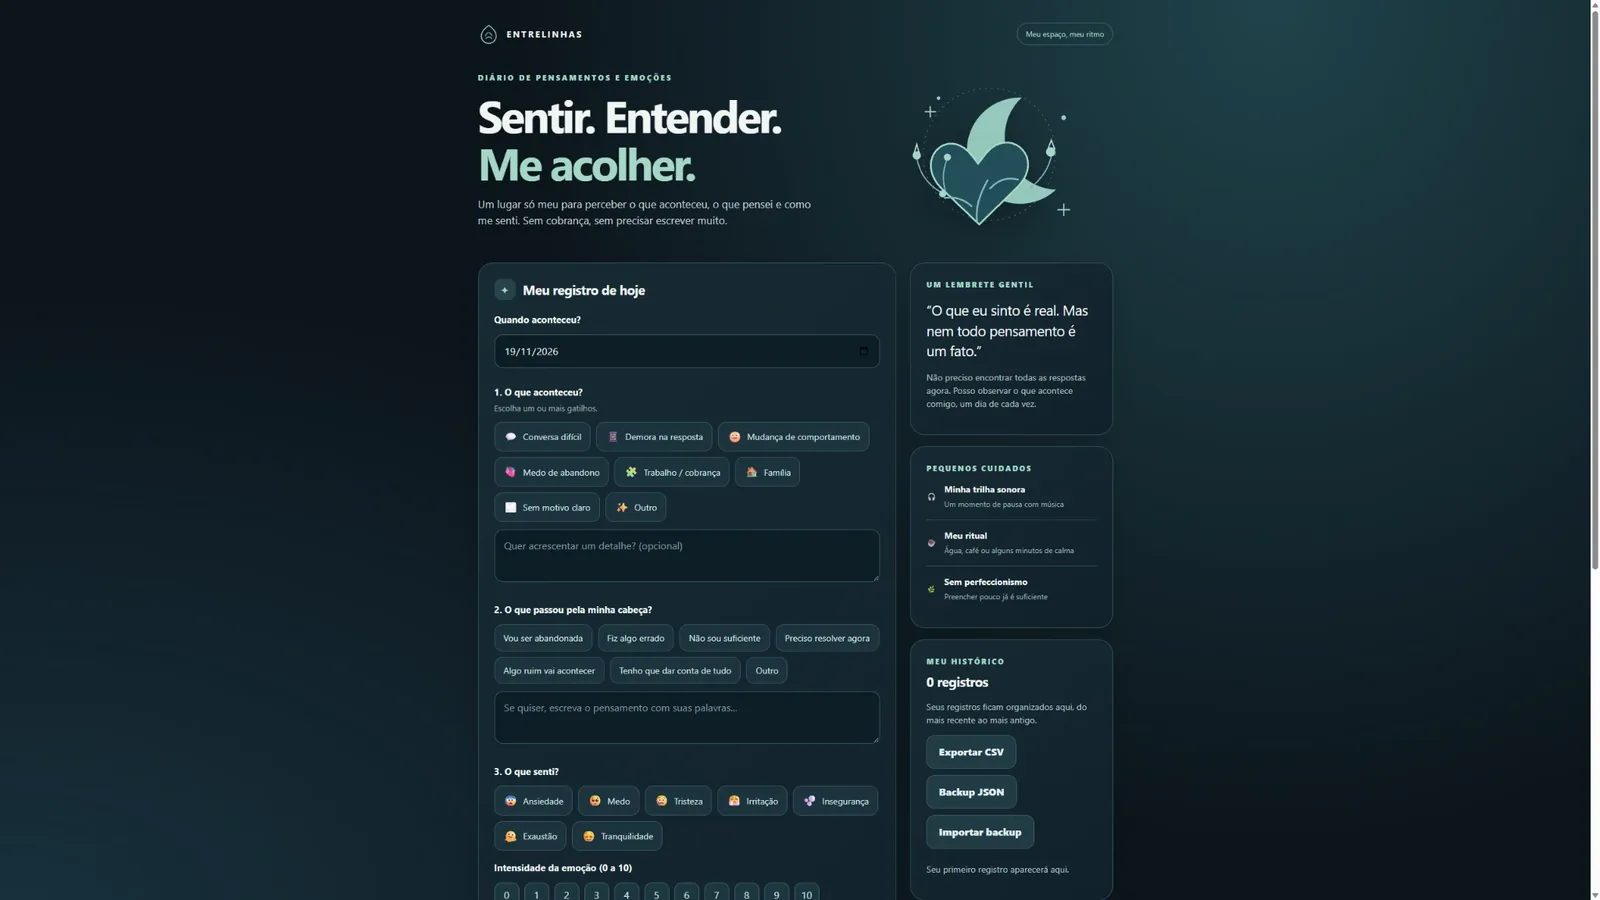 ENTRELINHAS
Meu espaço, meu ritmo
DIÁRIO DE PENSAMENTOS E EMOÇÕES
Sentir. Entender.
Me acolher.
Um lugar só meu para perceber o que aconteceu, o que pensei e como
me senti. Sem cobrança, sem precisar escrever muito.
Meu registro de hoje
Quando aconteceu?
19/11/2026
1. O que aconteceu?
Escolha um ou mais gatilhos.
Conversa difícil
Demora na resposta
Mudança de comportamento
Medo de abandono
Trabalho / cobrança
Família
Sem motivo claro
Outro
Quer acrescentar um detalhe? (opcional)
2. O que passou pela minha cabeça?
Vou ser abandonada
Fiz algo errado
Não sou suficiente
Preciso resolver agora
Algo ruim vai acontecer
Tenho que dar conta de tudo
Outro
Se quiser, escreva o pensamento com suas palavras...
3. O que senti?
Ansiedade
Medo
Tristeza
Irritação
Insegurança
Exaustão
Tranquilidade
Intensidade da emoção (0 a 10)
0 1 2 3 4 5 6 7 8 9 10
UM LEMBRETE GENTIL
“O que eu sinto é real. Mas
nem todo pensamento é
um fato.”
Não preciso encontrar todas as respostas
agora. Posso observar o que acontece
comigo, um dia de cada vez.
PEQUENOS CUIDADOS
Minha trilha sonora
Um momento de pausa com música
Meu ritual
Água, café ou alguns minutos de calma
Sem perfeccionismo
Preencher pouco já é suficiente
MEU HISTÓRICO
0 registros
Seus registros ficam organizados aqui, do
mais recente ao mais antigo.
Exportar CSV
Backup JSON
Importar backup
Seu primeiro registro aparecerá aqui.